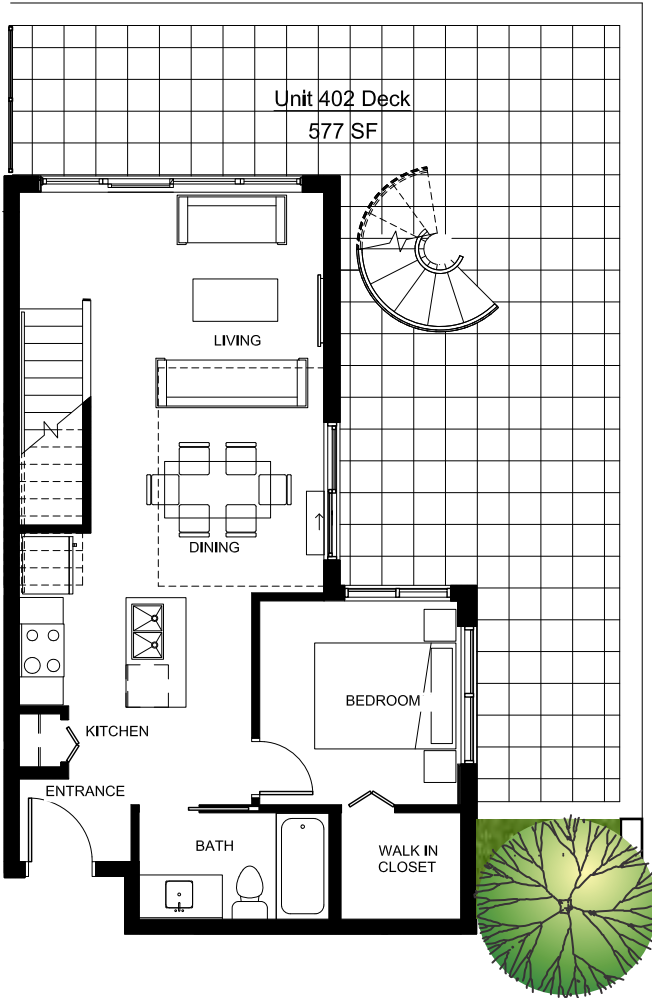 Unit 402 Deck
577 SF
LIVING
DINING
BEDROOM
KITCHEN
ENTRANCE
BATH
WALK IN
CLOSET